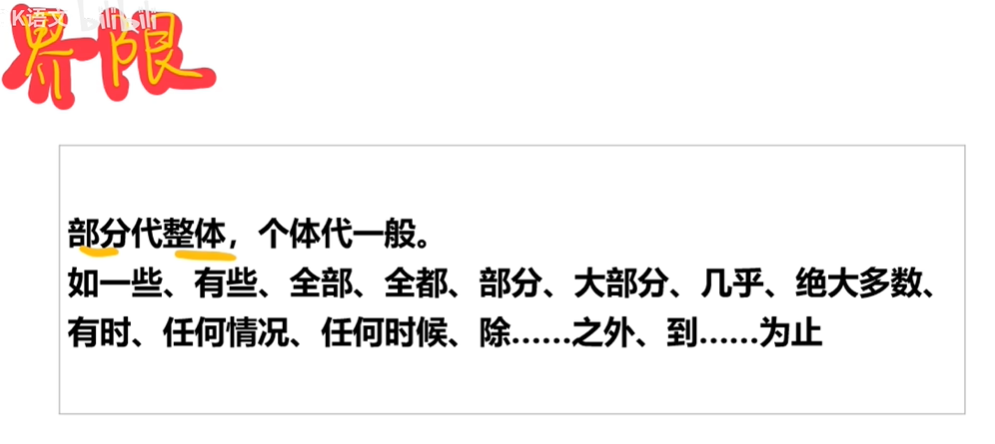 K语文 bilibili
界限
部分代整体，个体代一般。
如一些、有些、全部、全都、部分、大部分、几乎、绝大多数、
有时、任何情况、任何时候、除……之外、到……为止